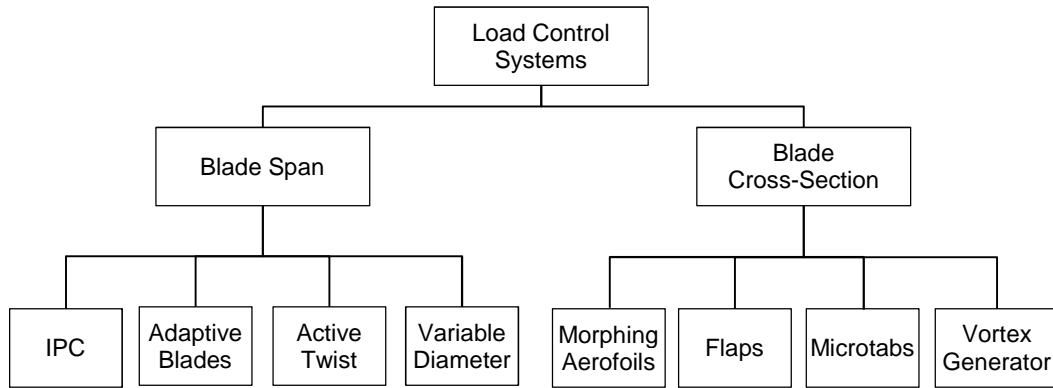 Load Control
Systems
Blade Span
Blade
Cross-Section
IPC
Adaptive
Blades
Active
Twist
Variable
Diameter
Morphing
Aerofoils
Flaps
Microtabs
Vortex
Generator